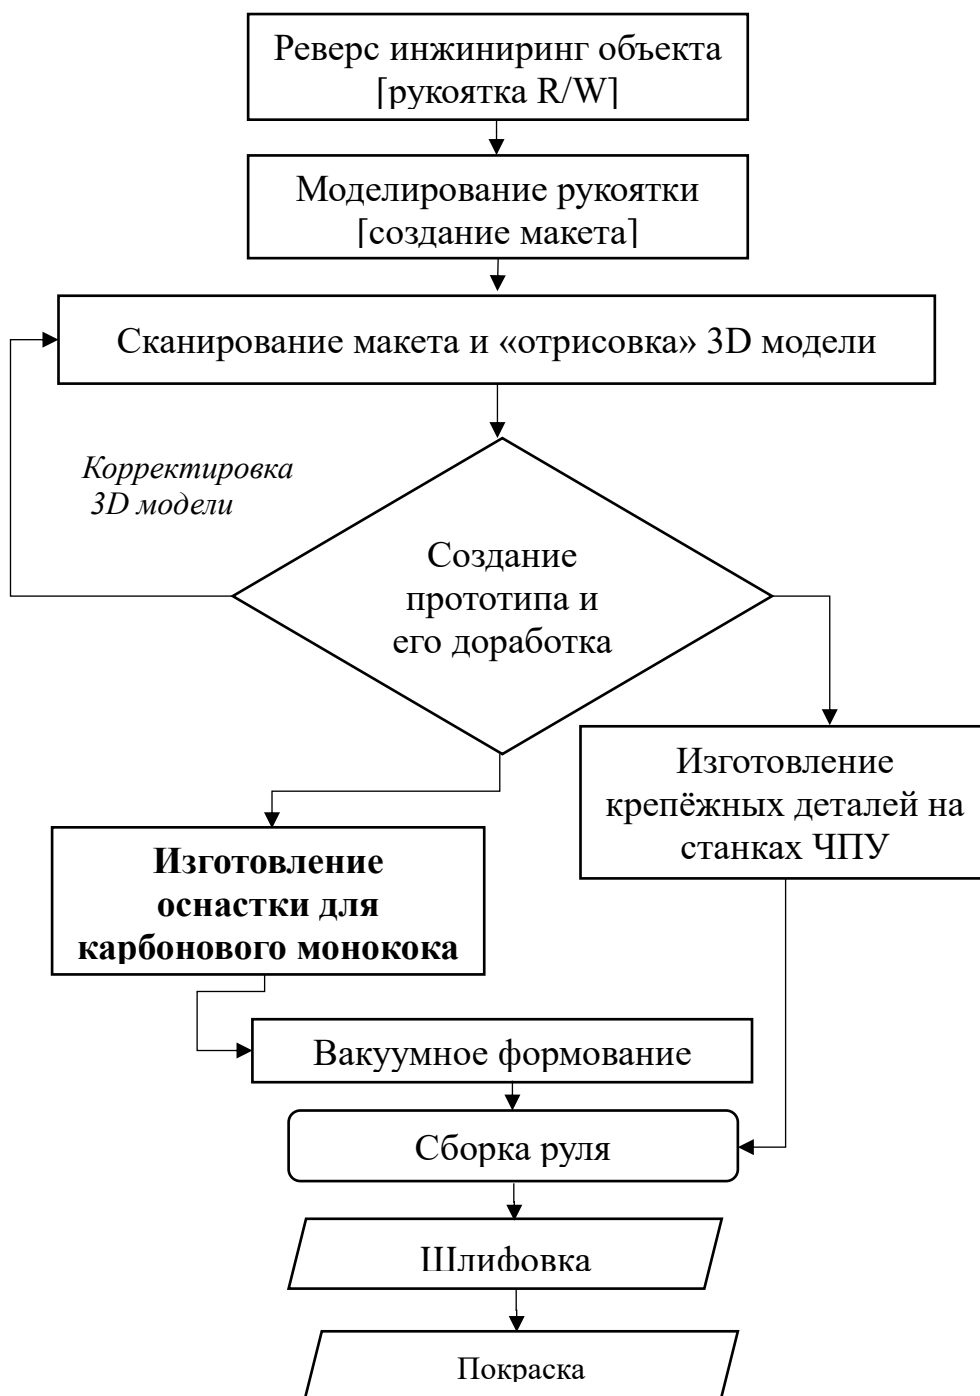 Реверс инжиниринг объекта
[рукоятка R/W]
Моделирование рукоятки
[создание макета]
Сканирование макета и «отрисовка» 3D модели
Корректировка
3D модели
Создание
прототипа и
его доработка
Изготовление
крепёжных деталей на
станках ЧПУ
Изготовление
оснастки для
карбонового монокока
Вакуумное формование
Сборка руля
Шлифовка
Покраска